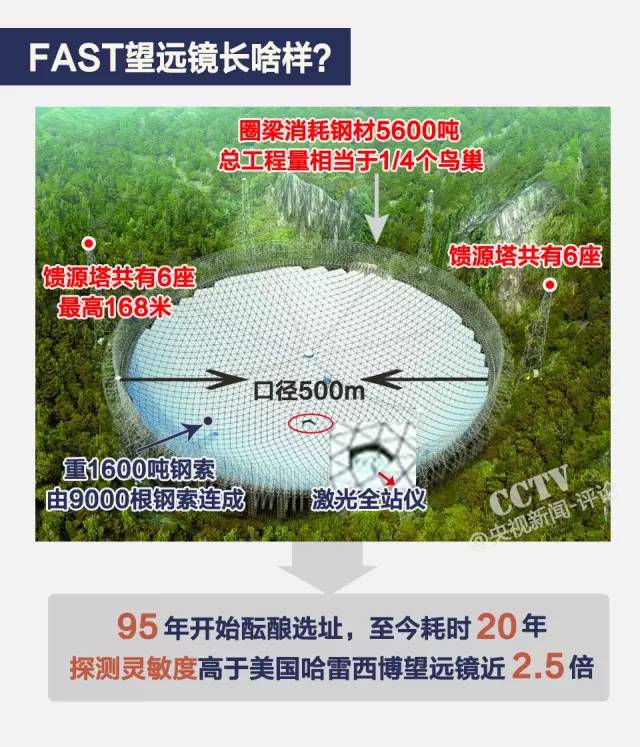 FAST望远镜长啥样?
圈梁消耗钢材5600吨
总工程量相当于1/4个鸟巢
馈源塔共有6座
最高168米
馈源塔共有6座
口径500m
重1600吨钢索
由9000根钢索连成
激光全站仪
CCTV
@央视新闻-评论
95年开始酝酿选址，至今耗时20年
探测灵敏度高于美国哈雷西博望远镜近2.5倍